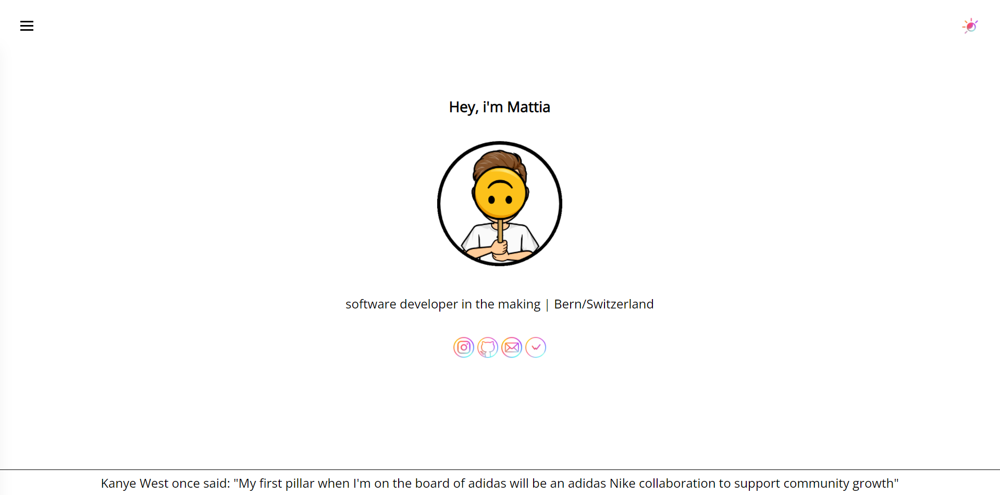 Hey, i'm Mattia
software developer in the making | Bern/Switzerland
Kanye West once said: "My first pillar when I'm on the board of adidas will be an adidas Nike collaboration to support community growth"